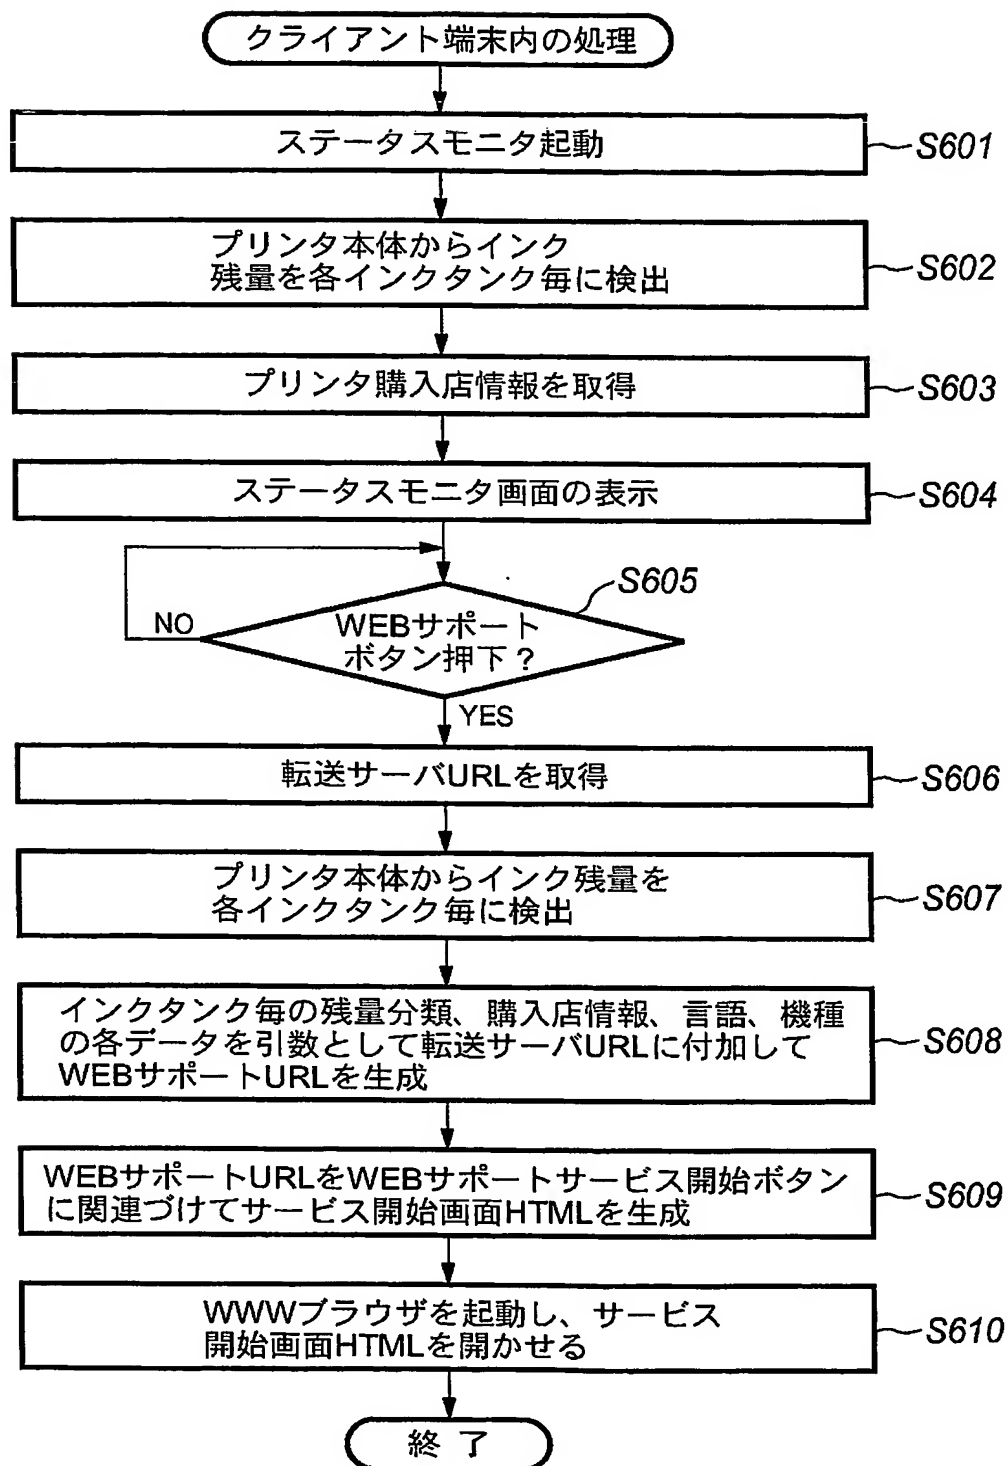 クライアント端末内の処理
ステータスモニタ起動
S601
プリンタ本体からインク
残量を各インクタンク毎に検出
S602
プリンタ購入店情報を取得
S603
ステータスモニタ画面の表示
S604
S605
NO
WEBサポート
ボタン押下？
YES
転送サーバURLを取得
S606
プリンタ本体からインク残量を
各インクタンク毎に検出
S607
インクタンク毎の残量分類、購入店情報、言語、機種
の各データを引数として転送サーバURLに付加して
WEBサポートURLを生成
S608
WEBサポートURLをWEBサポートサービス開始ボタン
に関連づけてサービス開始画面HTMLを生成
S609
WWWブラウザを起動し、サービス
開始画面HTMLを開かせる
S610
終 了